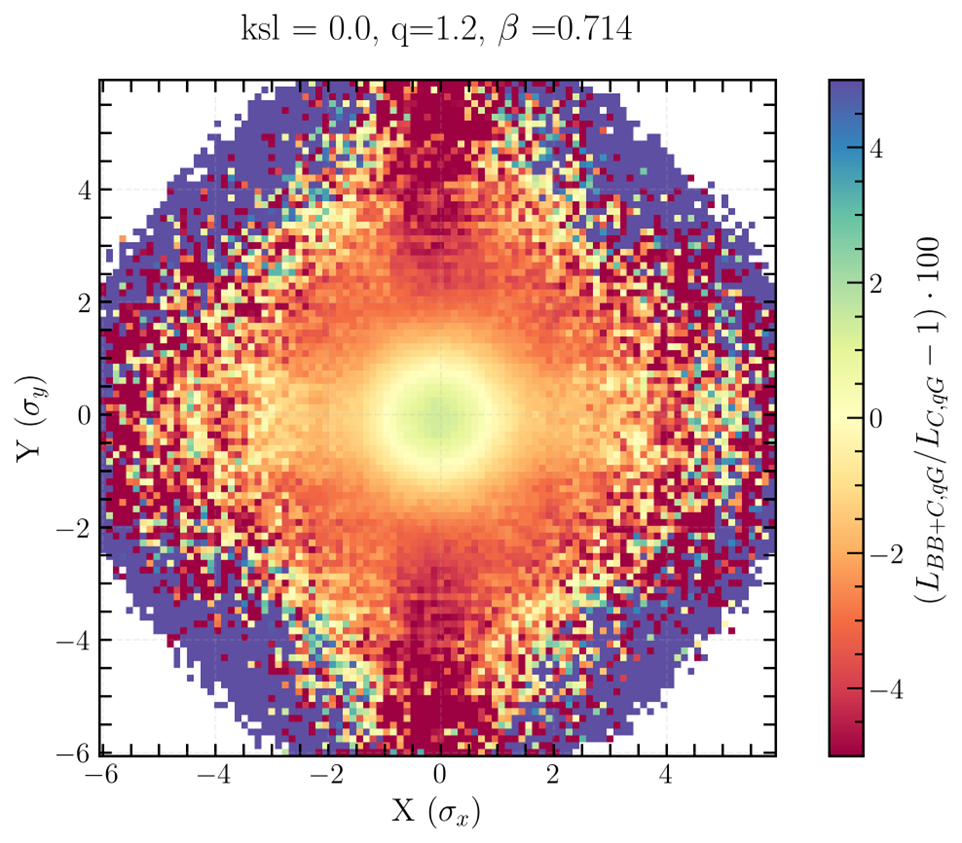 ksl = 0.0, q=1.2, β =0.714
4
2
0
−2
−4
−6
Y (σ_y)
−6 −4 −2 0 2 4
X (σ_x)
4
2
0
−2
−4
(L_{BB+C,qG}/L_{C,qG} − 1) · 100